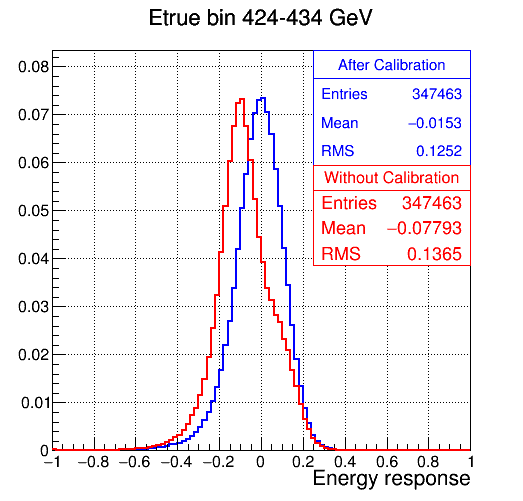 Etrue bin 424-434 GeV
After Calibration
Entries 347463
Mean −0.0153
RMS 0.1252
Without Calibration
Entries 347463
Mean −0.07793
RMS 0.1365
0.08
0.07
0.06
0.05
0.04
0.03
0.02
0.01
0
−1 −0.8 −0.6 −0.4 −0.2 0 0.2 0.4 0.6 0.8 1
Energy response